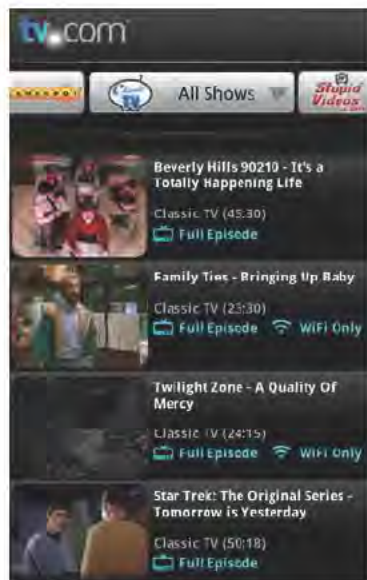 tv.com
Classic TV
All Shows
Stupid Videos
Beverly Hills 90210 - It's a
Totally Happening Life
Classic TV (45:30)
Full Episode
Family Ties - Bringing Up Baby
Classic TV (23:30)
Full Episode WiFi Only
Twilight Zone - A Quality Of
Mercy
Classic TV (24:15)
Full Episode WiFi Only
Star Trek: The Original Series -
Tomorrow is Yesterday
Classic TV (50:18)
Full Episode